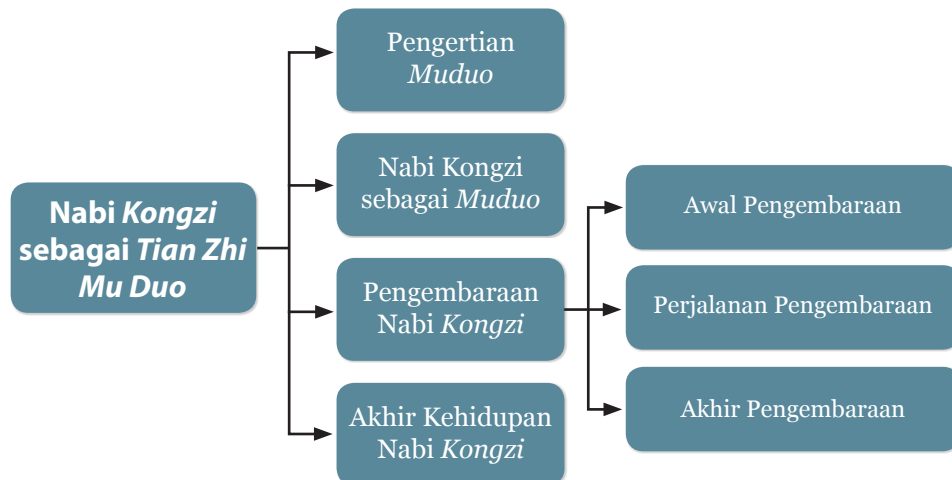 Nabi Kongzi
sebagai Tian Zhi
Mu Duo
Pengertian
Muduo
Nabi Kongzi
sebagai Muduo
Pengembaraan
Nabi Kongzi
Akhir Kehidupan
Nabi Kongzi
Awal Pengembaraan
Perjalanan Pengembaraan
Akhir Pengembaraan